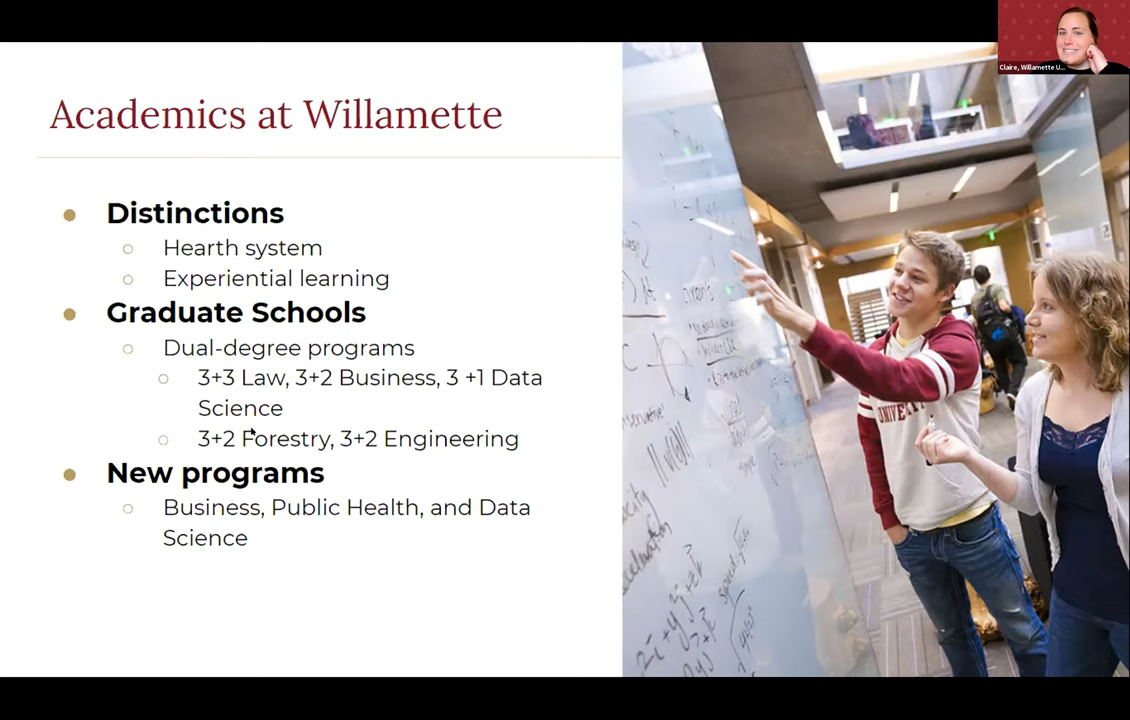 Claire, Willamette U...
Academics at Willamette
Distinctions
Hearth system
Experiential learning
Graduate Schools
Dual-degree programs
3+3 Law, 3+2 Business, 3 +1 Data
Science
3+2 Forestry, 3+2 Engineering
New programs
Business, Public Health, and Data
Science